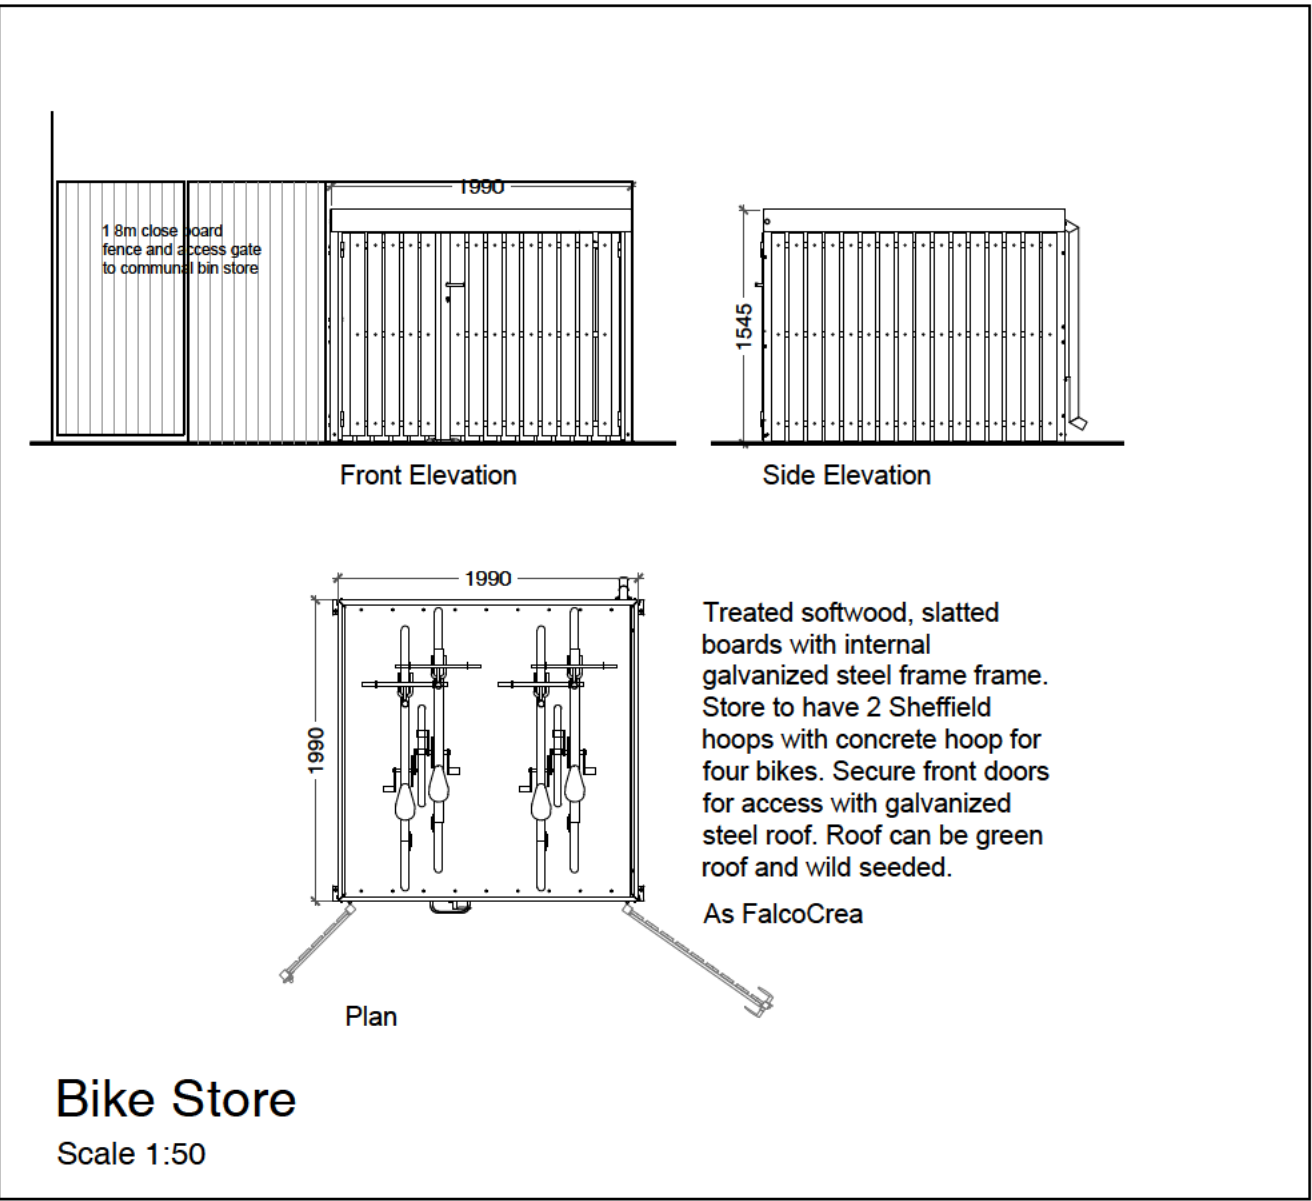 1990
1 8m close board
fence and access gate
to communal bin store
1545
Front Elevation
Side Elevation
1990
1990
Treated softwood, slatted
boards with internal
galvanized steel frame frame.
Store to have 2 Sheffield
hoops with concrete hoop for
four bikes. Secure front doors
for access with galvanized
steel roof. Roof can be green
roof and wild seeded.
As FalcoCrea
Plan
Bike Store
Scale 1:50